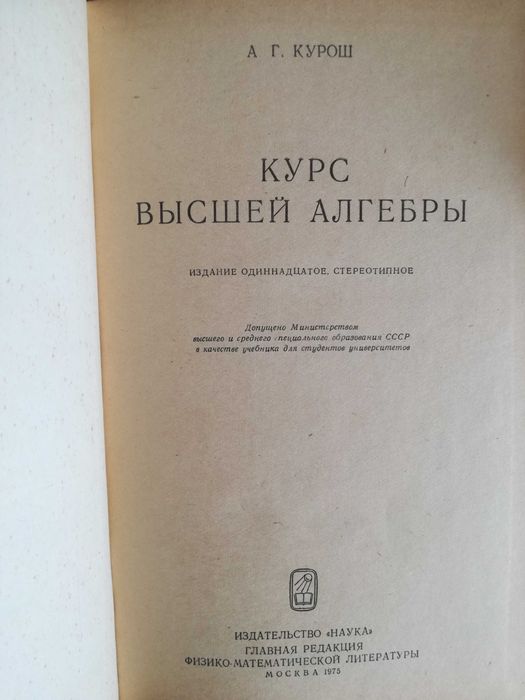 А. Г. КУРОШ
КУРС
ВЫСШЕЙ АЛГЕБРЫ
ИЗДАНИЕ ОДИННАДЦАТОЕ, СТЕРЕОТИПНОЕ
Допущено Министерством
высшего и среднего специального образования СССР
в качестве учебника для студентов университетов
ИЗДАТЕЛЬСТВО «НАУКА»
ГЛАВНАЯ РЕДАКЦИЯ
ФИЗИКО-МАТЕМАТИЧЕСКОЙ ЛИТЕРАТУРЫ
МОСКВА 1975